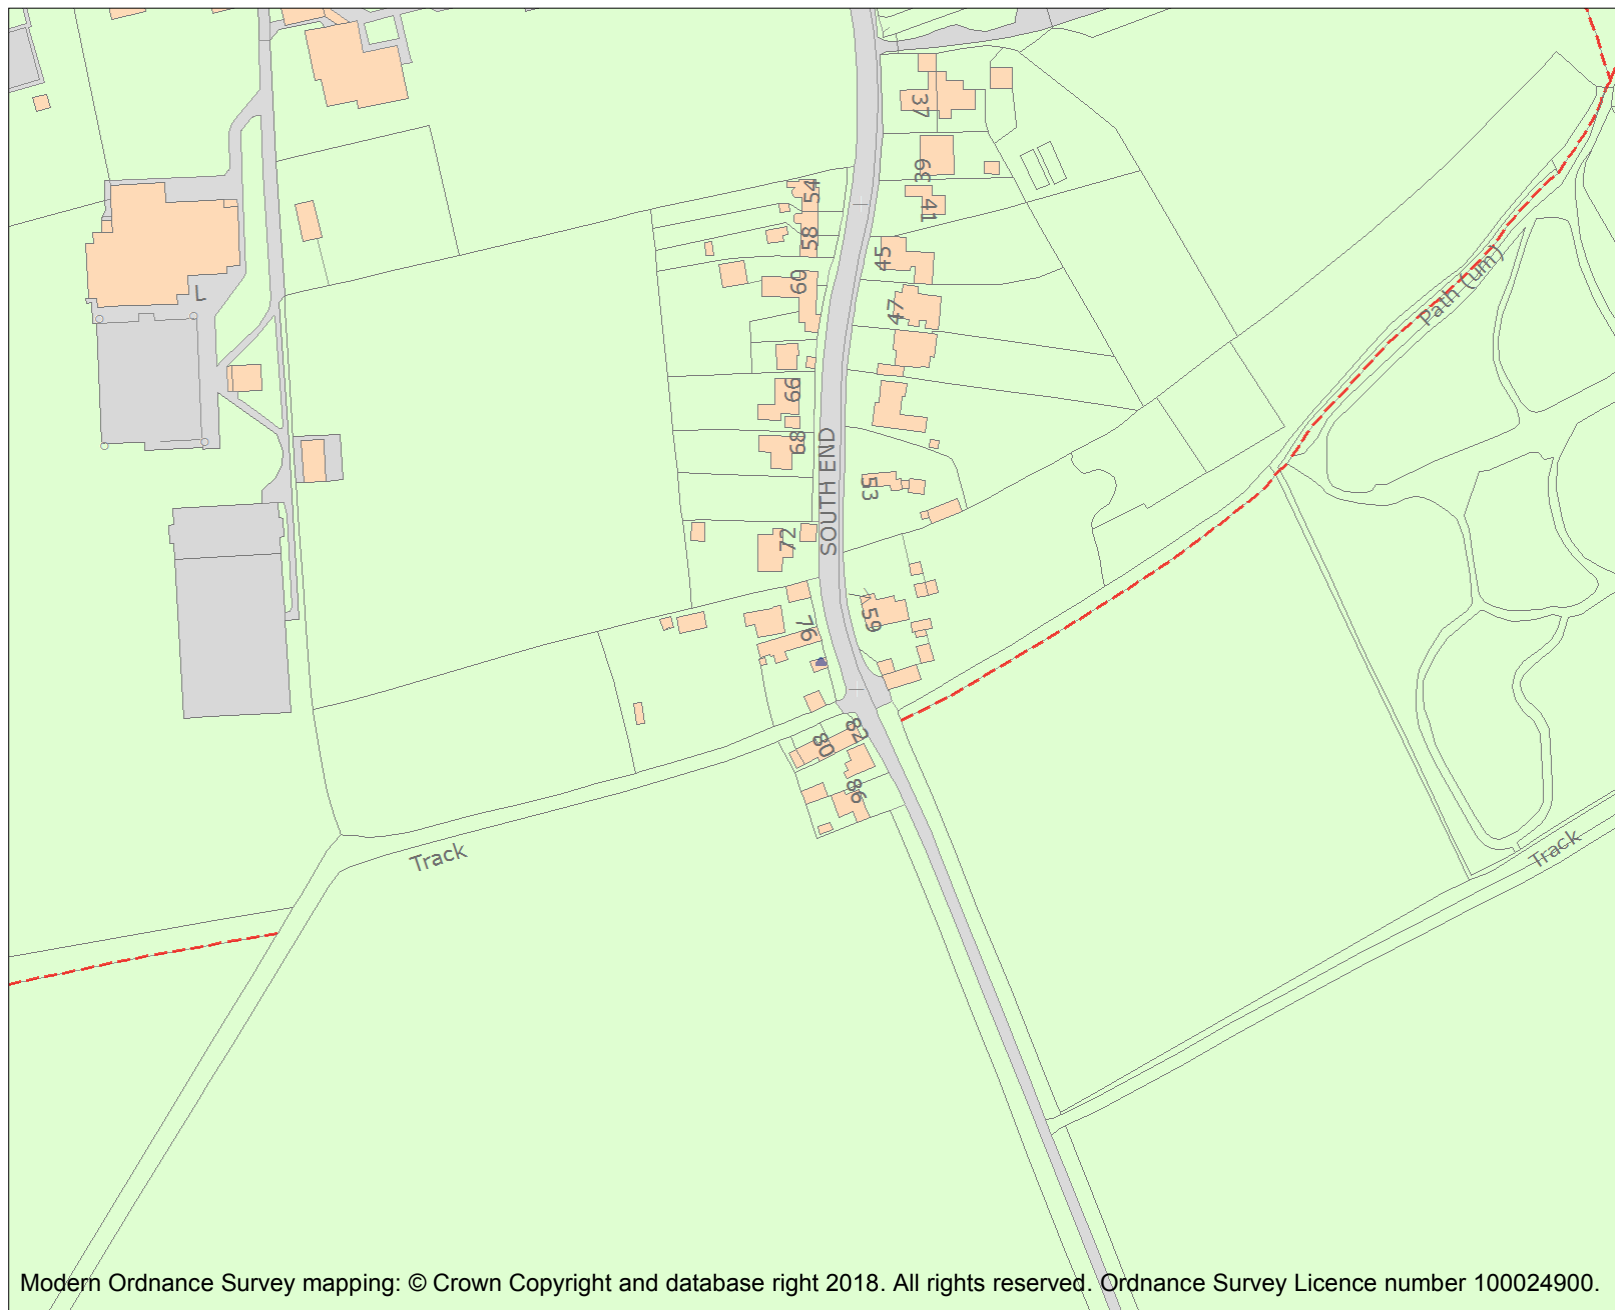 37
63
41
54
58
45
60
47
66
68
SOUTH END
53
72
59
76
82
80
86
L
Path (um)
Track
Track
Modern Ordnance Survey mapping: © Crown Copyright and database right 2018. All rights reserved. Ordnance Survey Licence number 100024900.